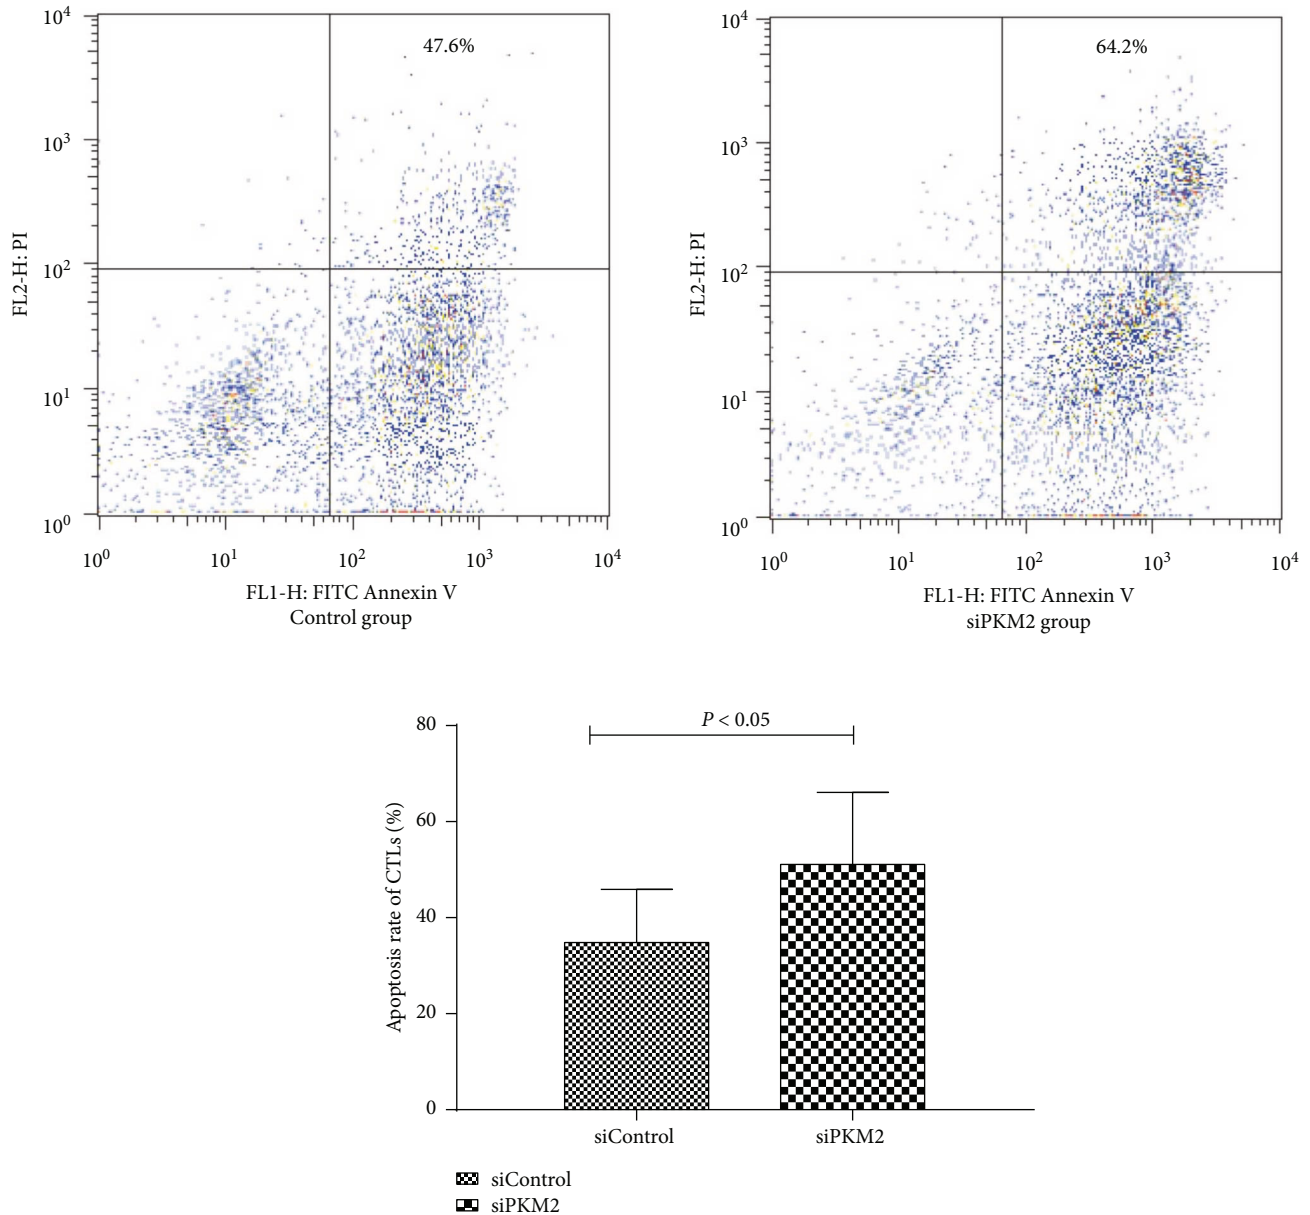 10^4
10^3
10^2
10^1
10^0
FL2-H: PI
47.6%
10^0 10^1 10^2 10^3 10^4
FL1-H: FITC Annexin V
Control group
10^4
10^3
10^2
10^1
10^0
FL2-H: PI
64.2%
10^0 10^1 10^2 10^3 10^4
FL1-H: FITC Annexin V
siPKM2 group
80
60
40
20
0
Apoptosis rate of CTLs (%)
P < 0.05
siControl siPKM2
siControl
siPKM2